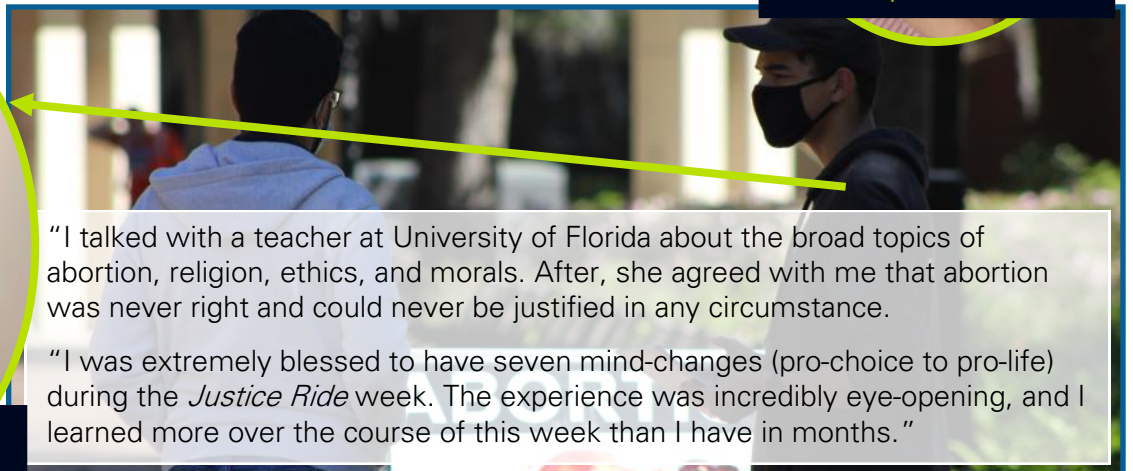 “I talked with a teacher at University of Florida about the broad topics of
abortion, religion, ethics, and morals. After, she agreed with me that abortion
was never right and could never be justified in any circumstance.
“I was extremely blessed to have seven mind-changes (pro-choice to pro-life)
during the Justice Ride week. The experience was incredibly eye-opening, and I
learned more over the course of this week than I have in months.”